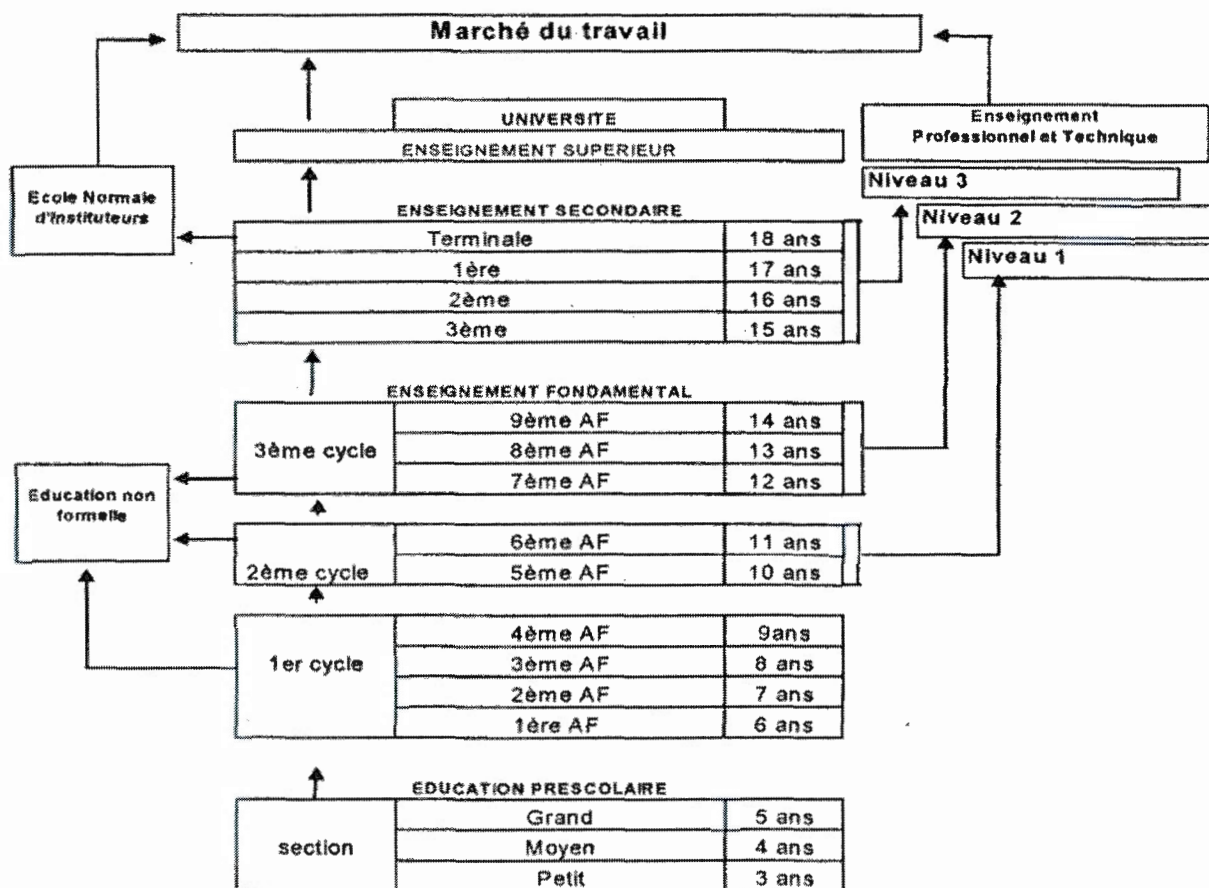 Marché du travail
UNIVERSITE
ENSEIGNEMENT SUPERIEUR
Enseignement
Professionnel et Technique
Niveau 3
Niveau 2
Niveau 1
Ecole Normale
d'Instituteurs
ENSEIGNEMENT SECONDAIRE
Terminale 18 ans
1ère 17 ans
2ème 16 ans
3ème 15 ans
ENSEIGNEMENT FONDAMENTAL
3ème cycle
9ème AF 14 ans
8ème AF 13 ans
7ème AF 12 ans
Education non
formelle
2ème cycle
6ème AF 11 ans
5ème AF 10 ans
1er cycle
4ème AF 9ans
3ème AF 8 ans
2ème AF 7 ans
1ère AF 6 ans
EDUCATION PRESCOLAIRE
section
Grand 5 ans
Moyen 4 ans
Petit 3 ans